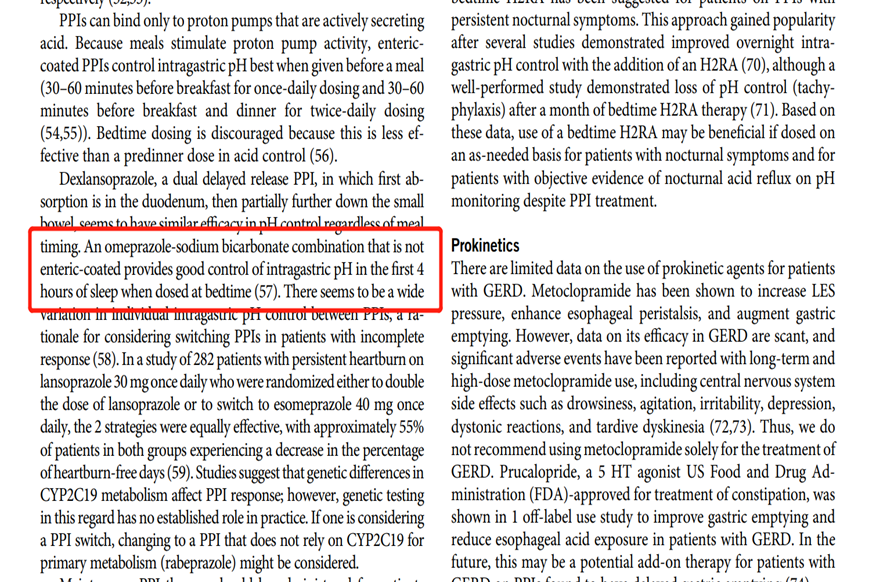 PPIs can bind only to proton pumps that are actively secreting
acid. Because meals stimulate proton pump activity, enteric-
coated PPIs control intragastric pH best when given before a meal
(30–60 minutes before breakfast for once-daily dosing and 30–60
minutes before breakfast and dinner for twice-daily dosing
(54,55)). Bedtime dosing is discouraged because this is less ef-
fective than a predinner dose in acid control (56).
Dexlansoprazole, a dual delayed release PPI, in which first ab-
sorption is in the duodenum, then partially further down the small
bowel, seems to have similar efficacy in pH control regardless of meal
timing. An omeprazole-sodium bicarbonate combination that is not
enteric-coated provides good control of intragastric pH in the first 4
hours of sleep when dosed at bedtime (57). There seems to be a wide
variation in individual intragastric pH control between PPIs, a ra-
tionale for considering switching PPIs in patients with incomplete
response (58). In a study of 282 patients with persistent heartburn on
lansoprazole 30 mg once daily who were randomized either to double
the dose of lansoprazole or to switch to esomeprazole 40 mg once
daily, the 2 strategies were equally effective, with approximately 55%
of patients in both groups experiencing a decrease in the percentage
of heartburn-free days (59). Studies suggest that genetic differences in
CYP2C19 metabolism affect PPI response; however, genetic testing
in this regard has no established role in practice. If one is considering
a PPI switch, changing to a PPI that does not rely on CYP2C19 for
primary metabolism (rabeprazole) might be considered.
persistent nocturnal symptoms. This approach gained popularity
after several studies demonstrated improved overnight intra-
gastric pH control with the addition of an H2RA (70), although a
well-performed study demonstrated loss of pH control (tachy-
phylaxis) after a month of bedtime H2RA therapy (71). Based on
these data, use of a bedtime H2RA may be beneficial if dosed on
an as-needed basis for patients with nocturnal symptoms and for
patients with objective evidence of nocturnal acid reflux on pH
monitoring despite PPI treatment.
Prokinetics
There are limited data on the use of prokinetic agents for patients
with GERD. Metoclopramide has been shown to increase LES
pressure, enhance esophageal peristalsis, and augment gastric
emptying. However, data on its efficacy in GERD are scant, and
significant adverse events have been reported with long-term and
high-dose metoclopramide use, including central nervous system
side effects such as drowsiness, agitation, irritability, depression,
dystonic reactions, and tardive dyskinesia (72,73). Thus, we do
not recommend using metoclopramide solely for the treatment of
GERD. Prucalopride, a 5 HT agonist US Food and Drug Ad-
ministration (FDA)-approved for treatment of constipation, was
shown in 1 off-label use study to improve gastric emptying and
reduce esophageal acid exposure in patients with GERD. In the
future, this may be a potential add-on therapy for patients with